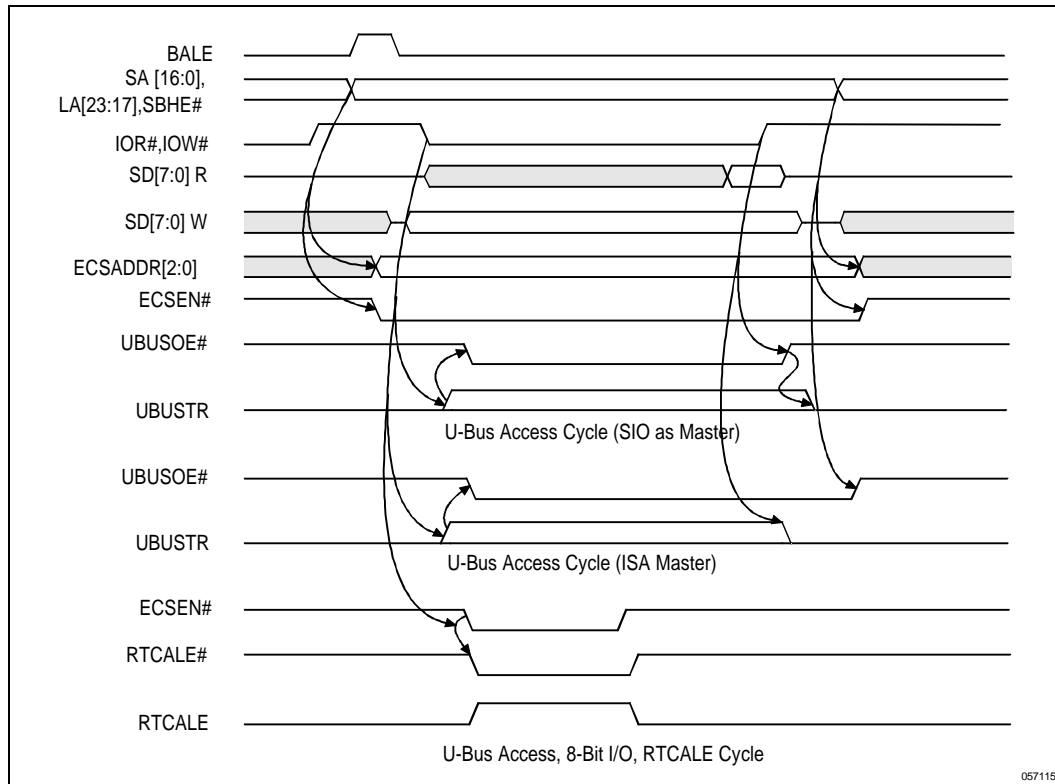 BALE
SA [16:0],
LA[23:17],SBHE#
IOR#,IOW#
SD[7:0] R
SD[7:0] W
ECSADDR[2:0]
ECSEN#
UBUSOE#
UBUSTR
U-Bus Access Cycle (SIO as Master)
UBUSOE#
UBUSTR
U-Bus Access Cycle (ISA Master)
ECSEN#
RTCALE#
RTCALE
U-Bus Access, 8-Bit I/O, RTCALE Cycle
057115